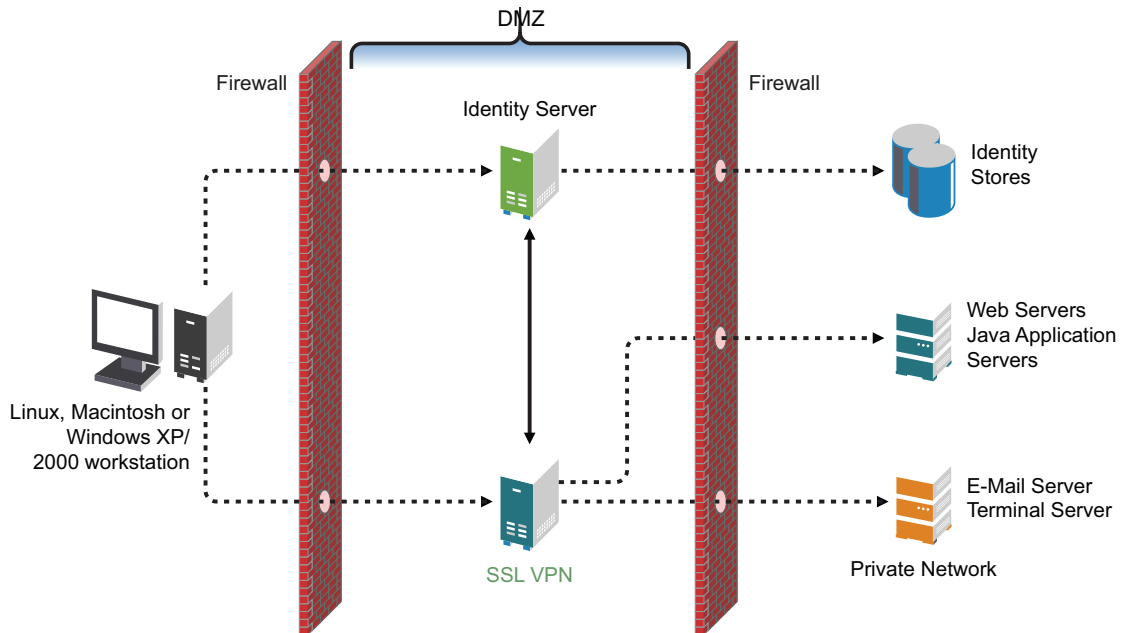 DMZ
Firewall
Firewall
Identity Server
Identity
Stores
Web Servers
Java Application
Servers
Linux, Macintosh or
Windows XP/
2000 workstation
E-Mail Server
Terminal Server
SSL VPN
Private Network